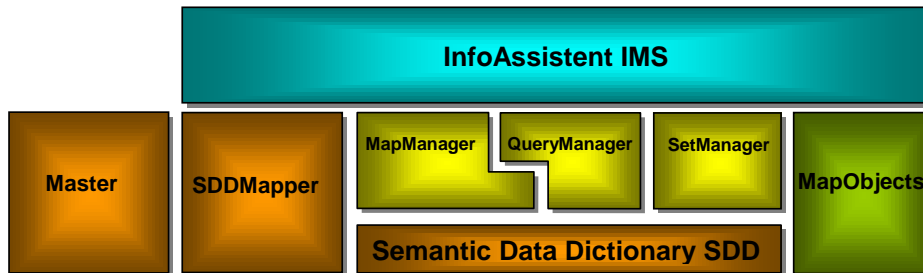 InfoAssistent IMS
MapManager
QueryManager
SetManager
Master
SDDMapper
MapObjects
Semantic Data Dictionary SDD